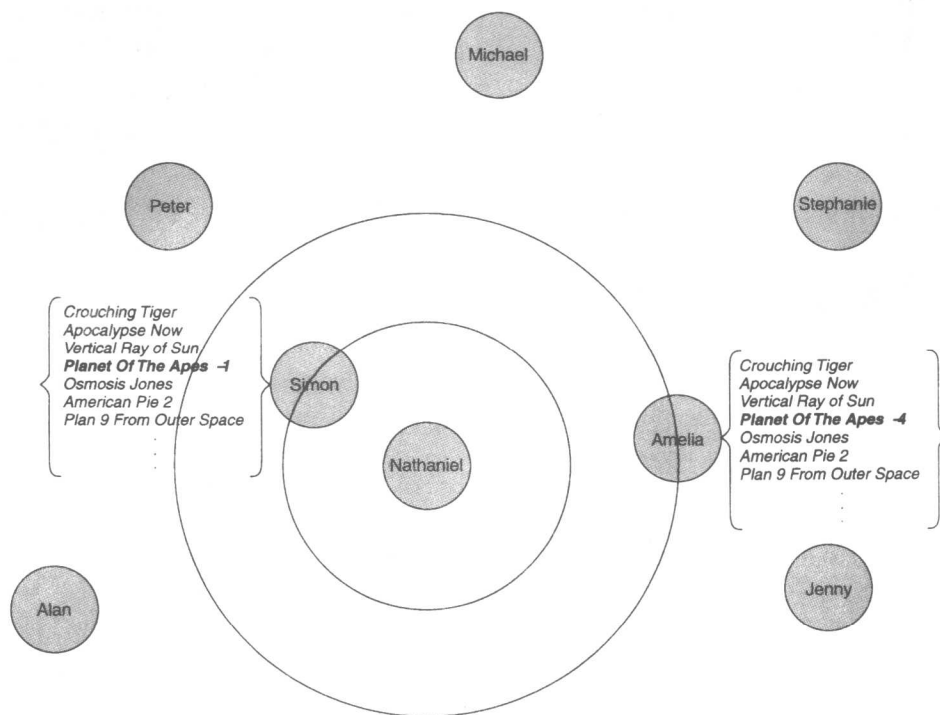 Michael
Peter
Stephanie
Crouching Tiger
Apocalypse Now
Vertical Ray of Sun
Planet Of The Apes -1
Osmosis Jones
American Pie 2
Plan 9 From Outer Space
Simon
Nathaniel
Amelia
Crouching Tiger
Apocalypse Now
Vertical Ray of Sun
Planet Of The Apes -4
Osmosis Jones
American Pie 2
Plan 9 From Outer Space
Alan
Jenny